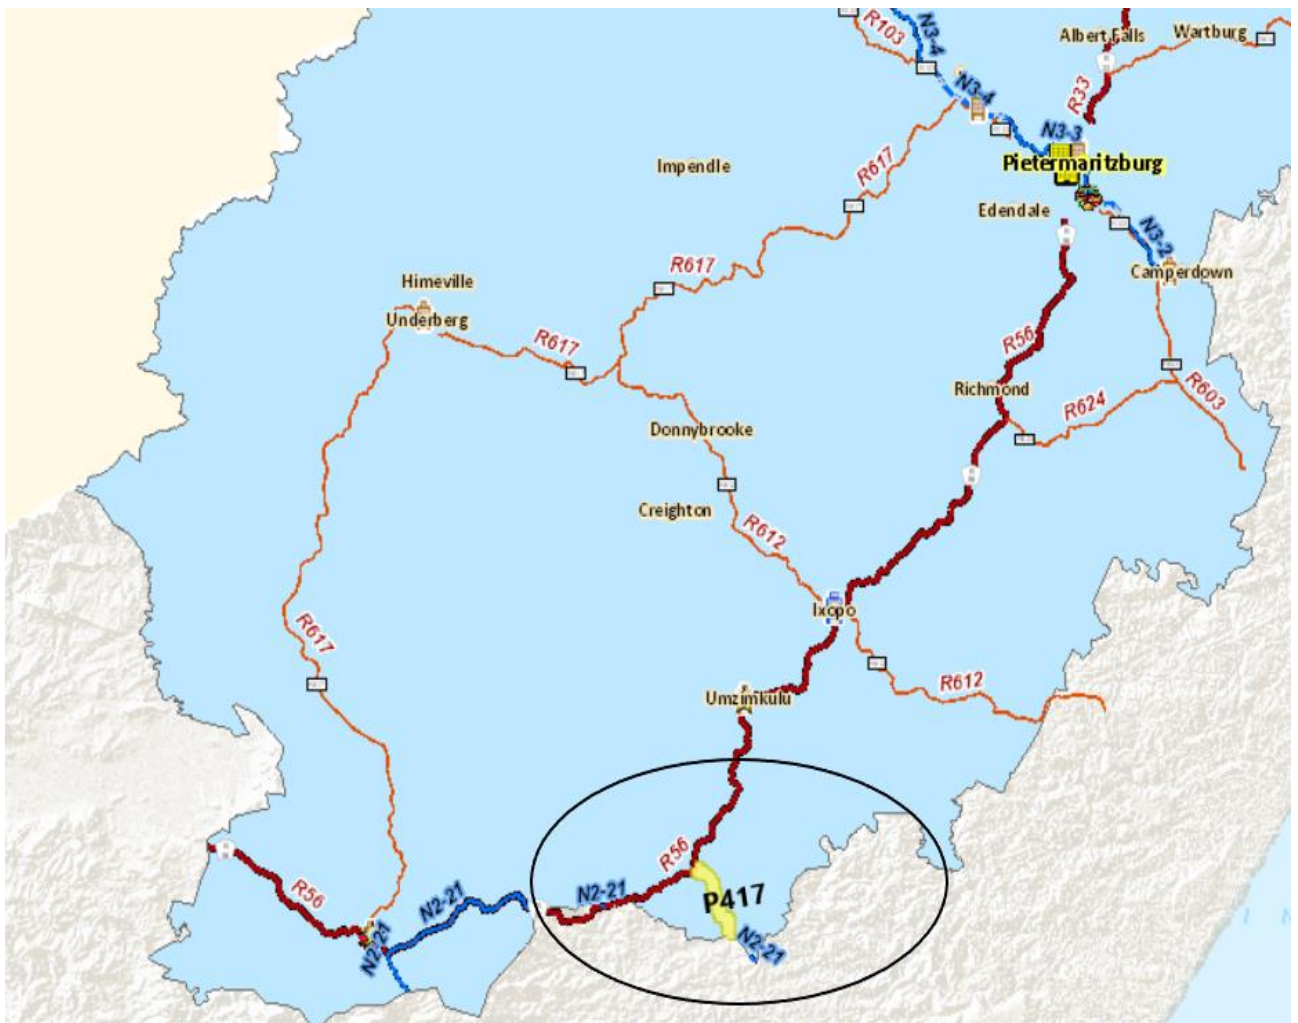 R103
N3-4
Albert Falls
Wartburg
N3-4
R33
N3-3
Pietermaritzburg
Impendle
R617
Edendale
N3-2
Camperdown
R617
Himeville
Underberg
R617
R56
Richmond
R624
R603
Donnybrooke
Creighton
R612
Ixopo
R617
R612
Umzimkulu
R56
R56
N2-21
N2-21
P417
N2-21
N2-21